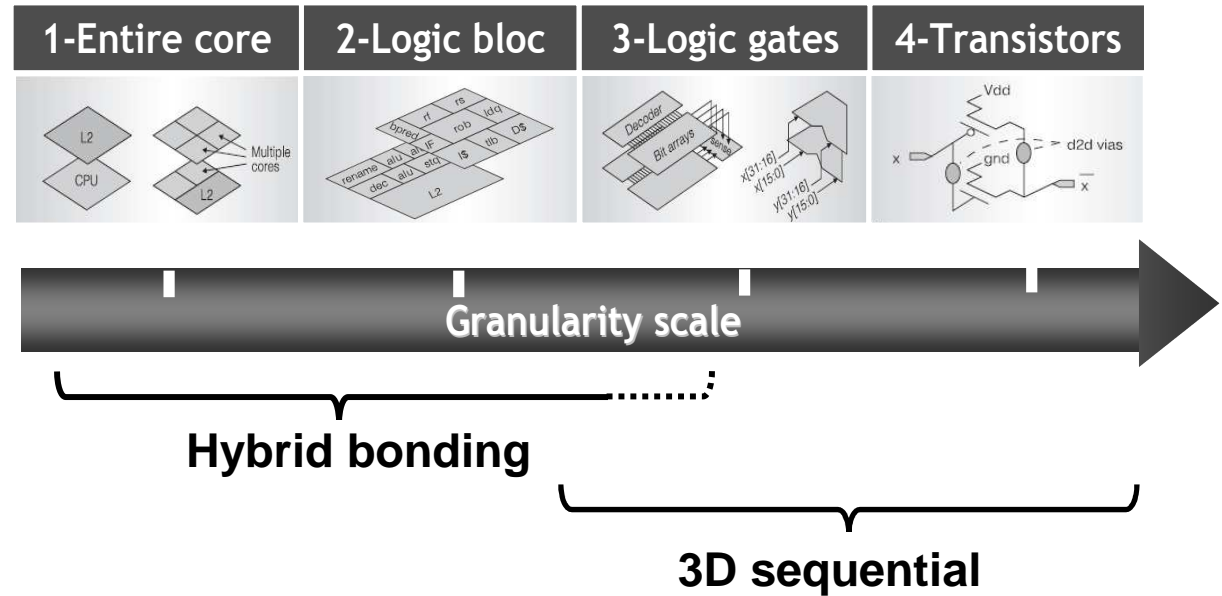 1-Entire core
2-Logic bloc
3-Logic gates
4-Transistors
L2
CPU
Multiple
cores
L2
bpred
rf
rs
rob
ldq
rename
alu
al
IF
I$
tlb
D$
dec
alu
stq
L2
Decoder
Bit arrays
sense
x[31:16]
x[15:0]
y[31:16]
y[15:0]
Vdd
x
gnd
d2d vias
x
Granularity scale
Hybrid bonding
3D sequential